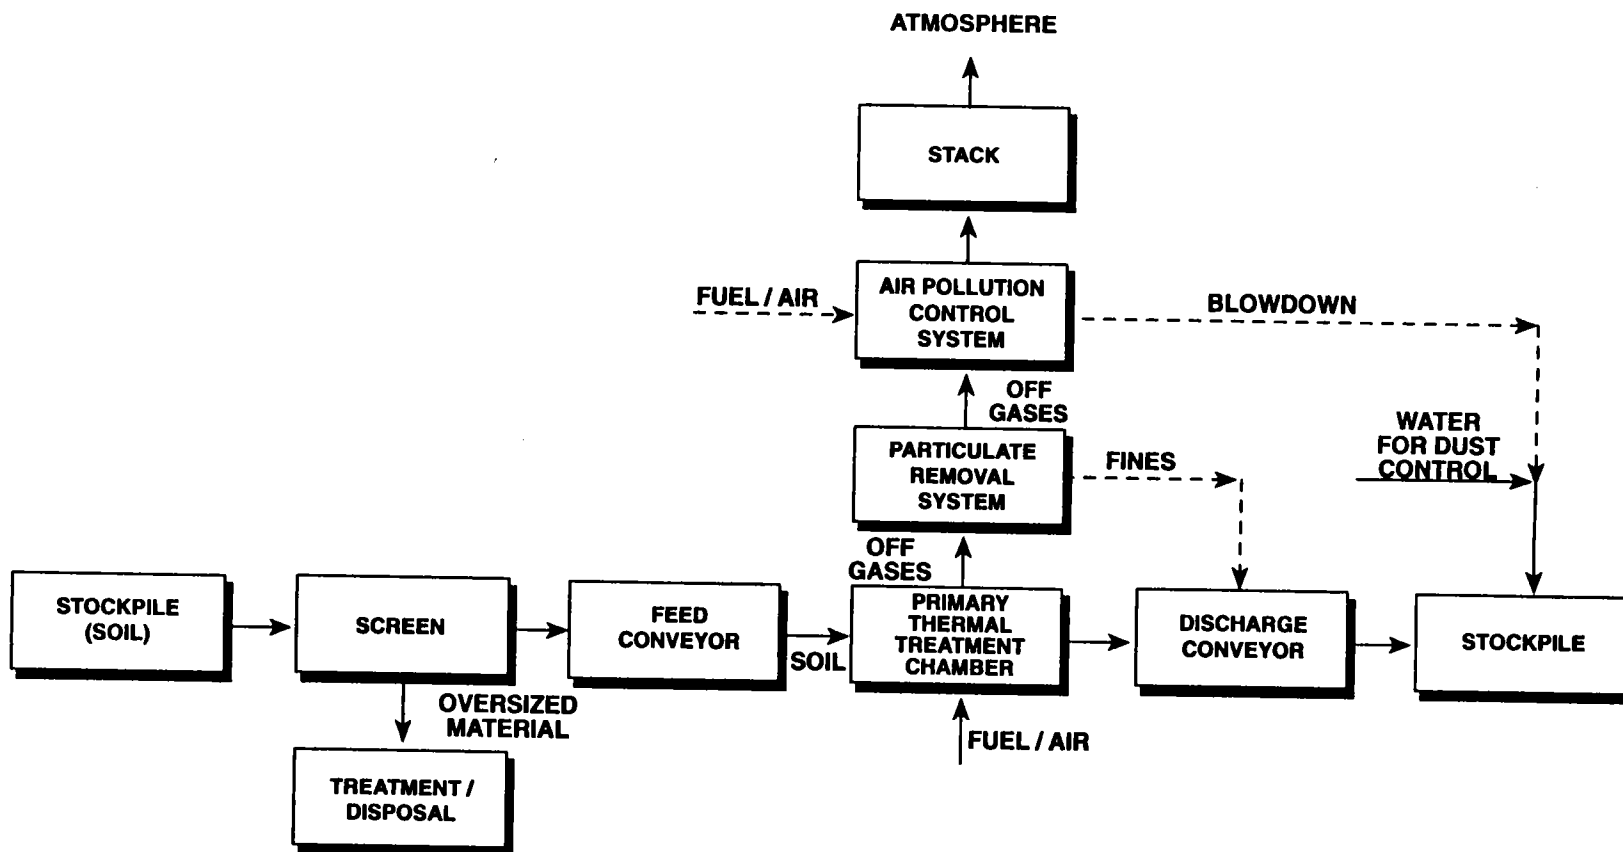 ATMOSPHERE
STACK
FUEL / AIR
AIR POLLUTION
CONTROL
SYSTEM
BLOWDOWN
OFF
GASES
PARTICULATE
REMOVAL
SYSTEM
FINES
WATER
FOR DUST
CONTROL
OFF
GASES
STOCKPILE
(SOIL)
SCREEN
FEED
CONVEYOR
SOIL
PRIMARY
THERMAL
TREATMENT
CHAMBER
DISCHARGE
CONVEYOR
STOCKPILE
OVERSIZED
MATERIAL
FUEL / AIR
TREATMENT /
DISPOSAL